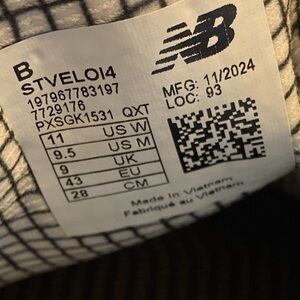 B
STVELOI4
197967783197
7729176
PXSGK1531 QXT
11 US W
9.5 US M
9 UK
43 EU
28 CM
NB
MFG: 11/2024
LOC: 93
Made in Vietnam
Fabriqué au Vietnam